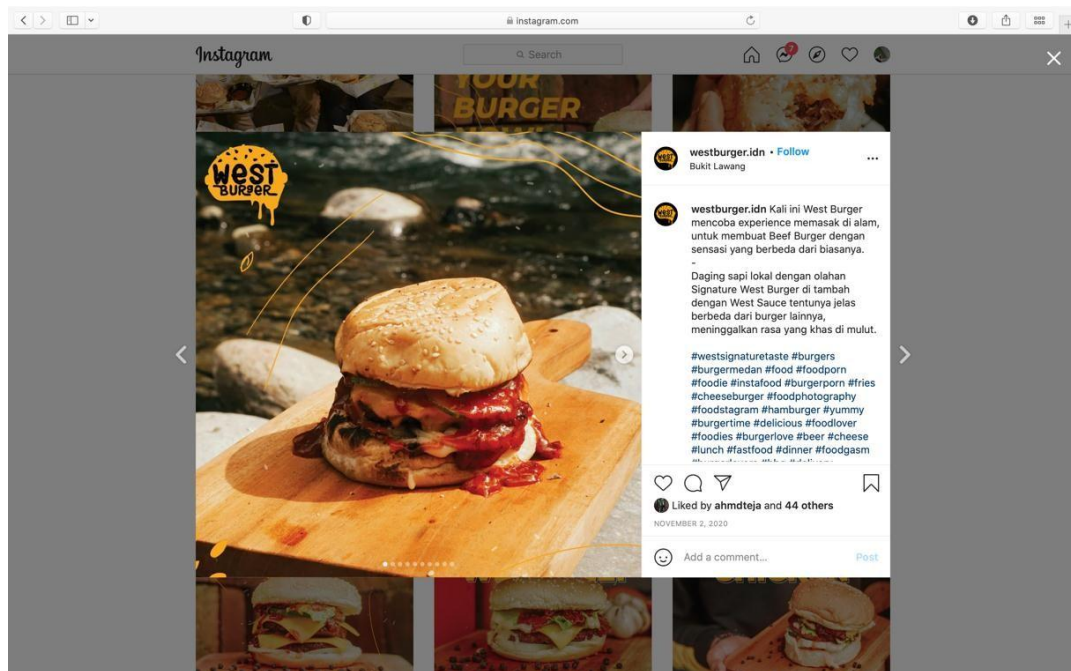 instagram.com
Instagram
Search
7
YOUR
BURGER
WEST
BURGER
westburger.idn • Follow
Bukit Lawang
westburger.idn Kali ini West Burger
mencoba experience memasak di alam,
untuk membuat Beef Burger dengan
sensasi yang berbeda dari biasanya.
-
Daging sapi lokal dengan olahan
Signature West Burger di tambah
dengan West Sauce tentunya jelas
berbeda dari burger lainnya,
meninggalkan rasa yang khas di mulut.
#westsignaturetaste #burgers
#burgermedan #food #foodporn
#foodie #instafood #burgerporn #fries
#cheeseburger #foodphotography
#foodstagram #hamburger #yummy
#burgertime #delicious #foodlover
#foodies #burgerlove #beer #cheese
#lunch #fastfood #dinner #foodgasm
Liked by ahmdteja and 44 others
NOVEMBER 2, 2020
Add a comment...
Post